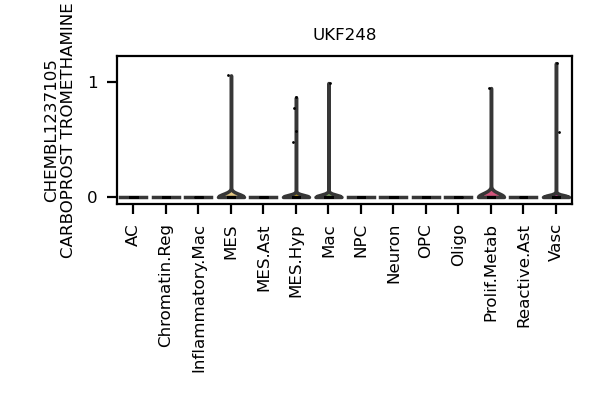 UKF248
CHEMBL1237105
CARBOPROST TROMETHAMINE
1
0
AC
Chromatin.Reg
Inflammatory.Mac
MES
MES.Ast
MES.Hyp
Mac
NPC
Neuron
OPC
Oligo
Prolif.Metab
Reactive.Ast
Vasc